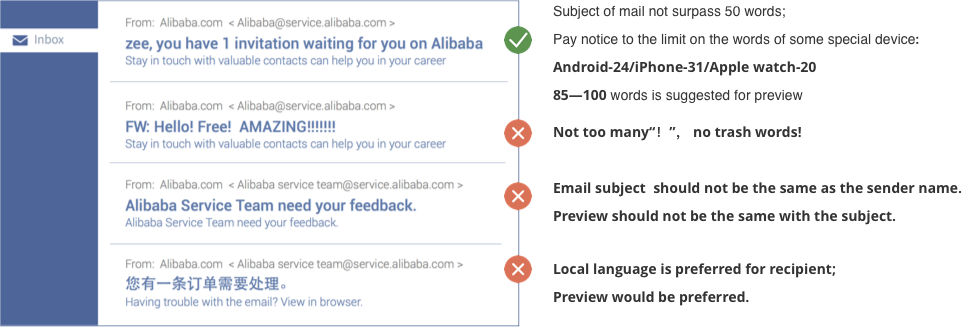 Inbox
From: Alibaba.com < Alibaba@service.alibaba.com >
zee, you have 1 invitation waiting for you on Alibaba
Stay in touch with valuable contacts can help you in your career
From: Alibaba.com < Alibaba@service.alibaba.com >
FW: Hello! Free! AMAZING!!!!!!!
Stay in touch with valuable contacts can help you in your career
From: Alibaba.com < Alibaba service team@service.alibaba.com >
Alibaba Service Team need your feedback.
Alibaba Service Team need your feedback.
From: Alibaba.com < Alibaba service team@service.alibaba.com >
您有一条订单需要处理。
Having trouble with the email? View in browser.
Subject of mail not surpass 50 words;
Pay notice to the limit on the words of some special device:
Android-24/iPhone-31/Apple watch-20
85—100 words is suggested for preview
Not too many“！”， no trash words!
Email subject should not be the same as the sender name.
Preview should not be the same with the subject.
Local language is preferred for recipient;
Preview would be preferred.